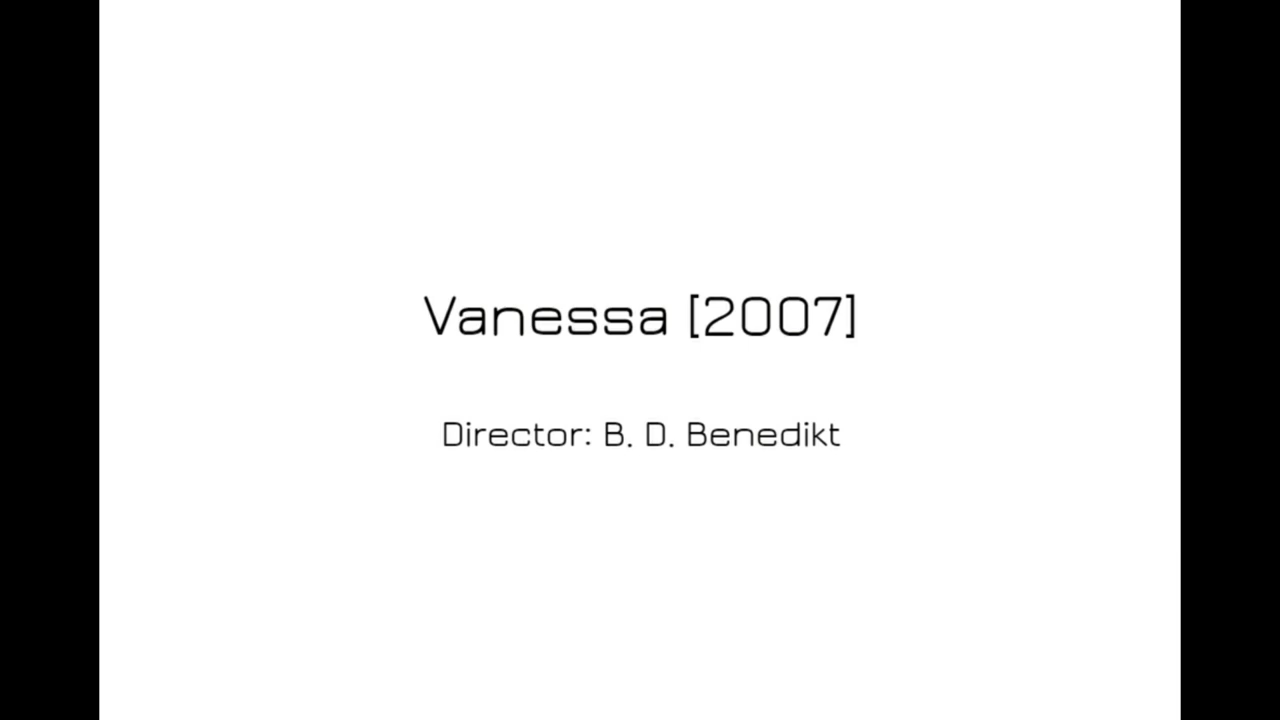 Vanessa [2007]
Director: B. D. Benedikt